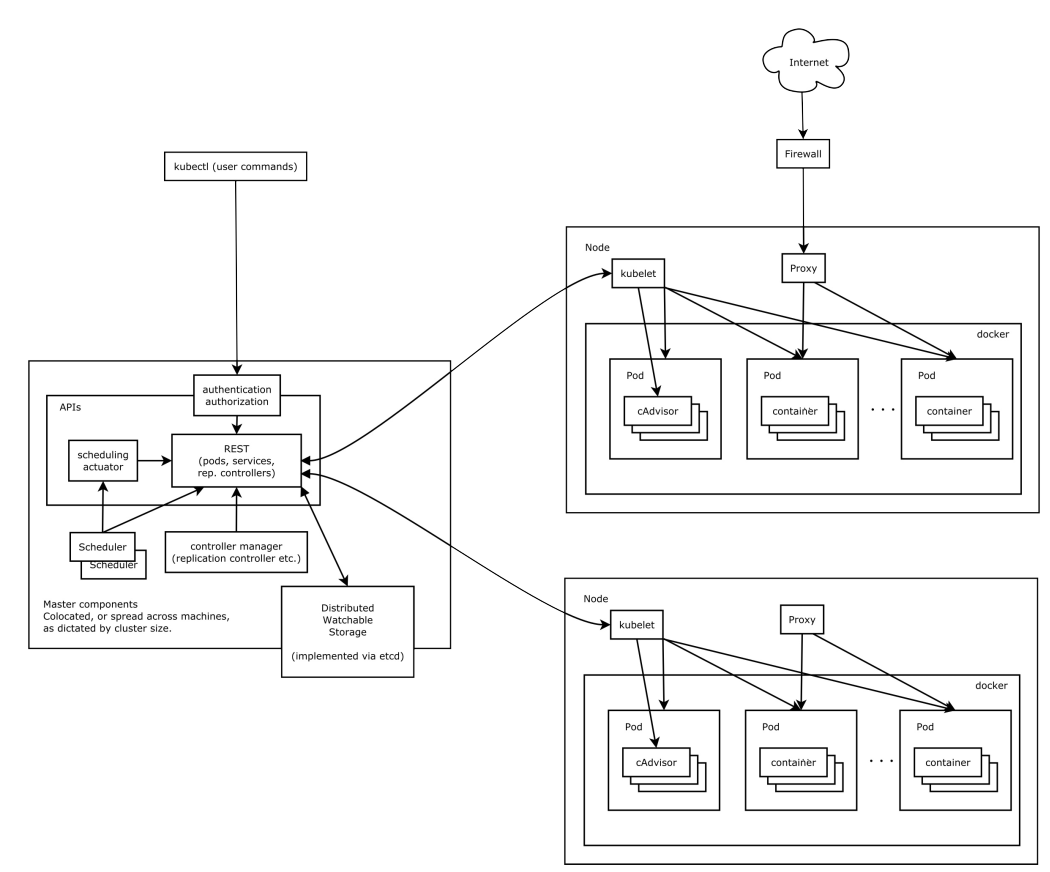 Internet
Firewall
kubectl (user commands)
Node
kubelet
Proxy
docker
Pod
Pod
Pod
cAdvisor
container
. . .
container
authentication
authorization
APIs
REST
(pods, services,
rep. controllers)
scheduling
actuator
Scheduler
Scheduler
controller manager
(replication controller etc.)
Master components
Colocated, or spread across machines,
as dictated by cluster size.
Distributed
Watchable
Storage
(implemented via etcd)
Node
kubelet
Proxy
docker
Pod
Pod
Pod
cAdvisor
container
. . .
container